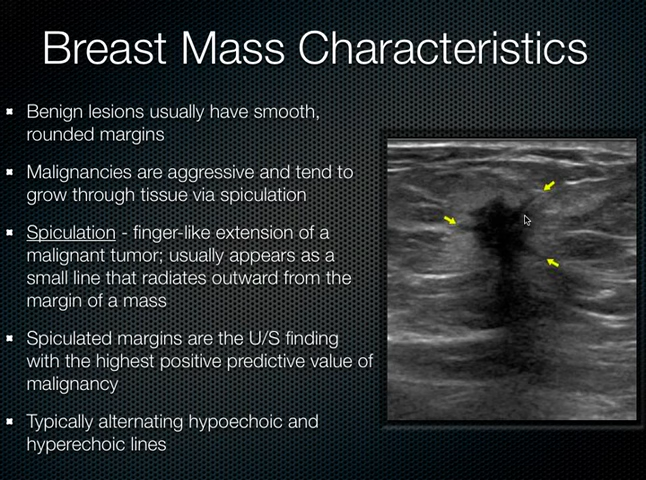 Breast Mass Characteristics
Benign lesions usually have smooth,
rounded margins
Malignancies are aggressive and tend to
grow through tissue via spiculation
Spiculation - finger-like extension of a
malignant tumor; usually appears as a
small line that radiates outward from the
margin of a mass
Spiculated margins are the U/S finding
with the highest positive predictive value of
malignancy
Typically alternating hypoechoic and
hyperechoic lines